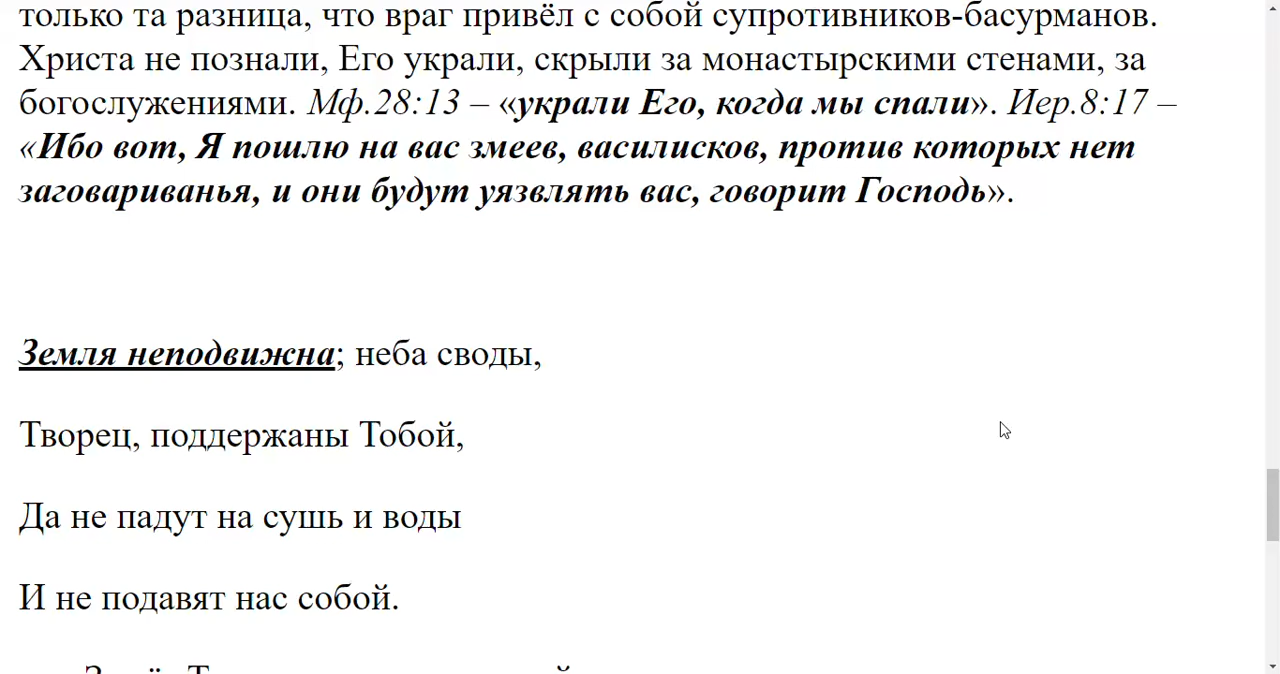 только та разница, что враг привёл с собой супротивников-басурманов.
Христа не познали, Его украли, скрыли за монастырскими стенами, за
богослужениями. Мф.28:13 – «украли Его, когда мы спали». Иер.8:17 –
«Ибо вот, Я пошлю на вас змеев, василисков, против которых нет
заговариванья, и они будут уязвлять вас, говорит Господь».
Земля неподвижна; неба своды,
Творец, поддержаны Тобой,
Да не падут на сушь и воды
И не подавят нас собой.